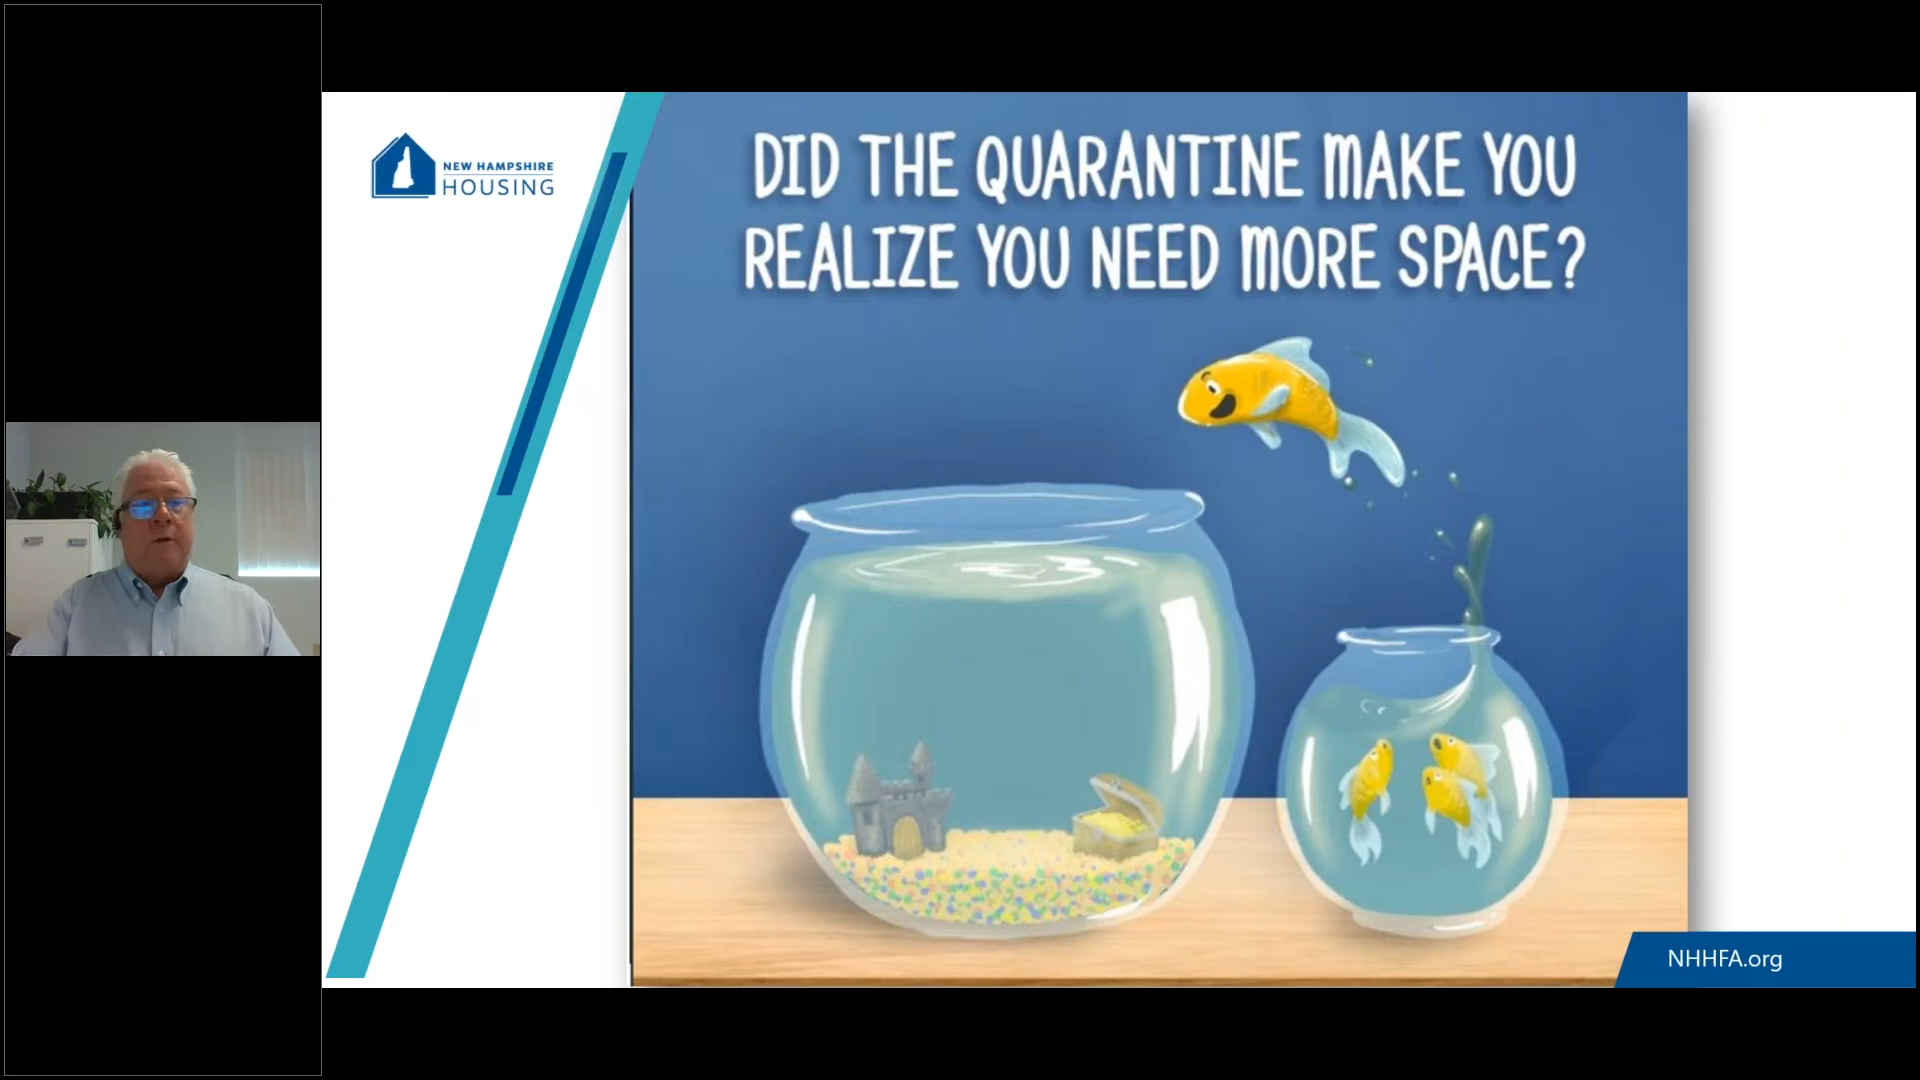 NEW HAMPSHIRE
HOUSING
DID THE QUARANTINE MAKE YOU
REALIZE YOU NEED MORE SPACE?
NHHFA.org